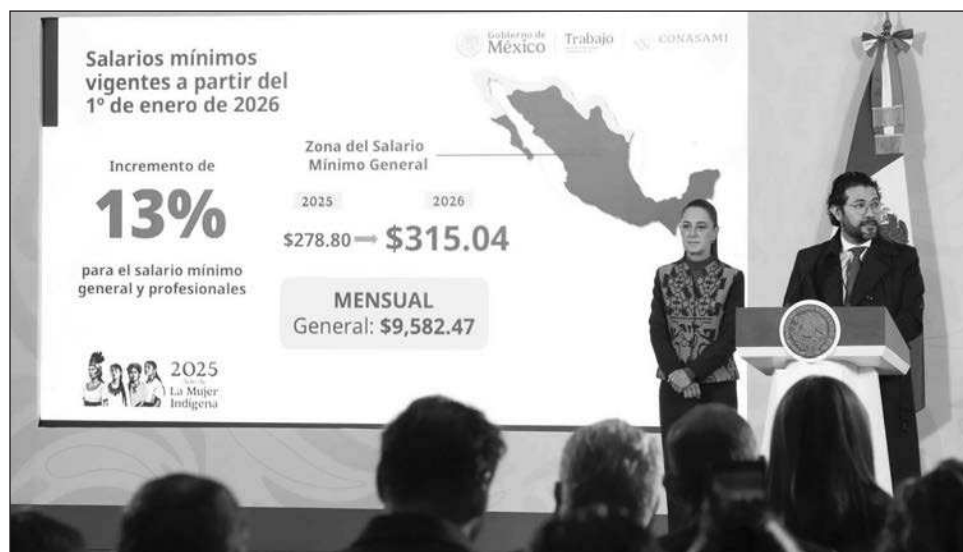 Salarios mínimos
vigentes a partir del
1º de enero de 2026
Gobierno de
México
Trabajo
CONASAMI
Incremento de
13%
para el salario mínimo
general y profesionales
Zona del Salario
Mínimo General
2025 2026
$278.80 $315.04
MENSUAL
General: $9,582.47
2025
La Mujer
Indígena